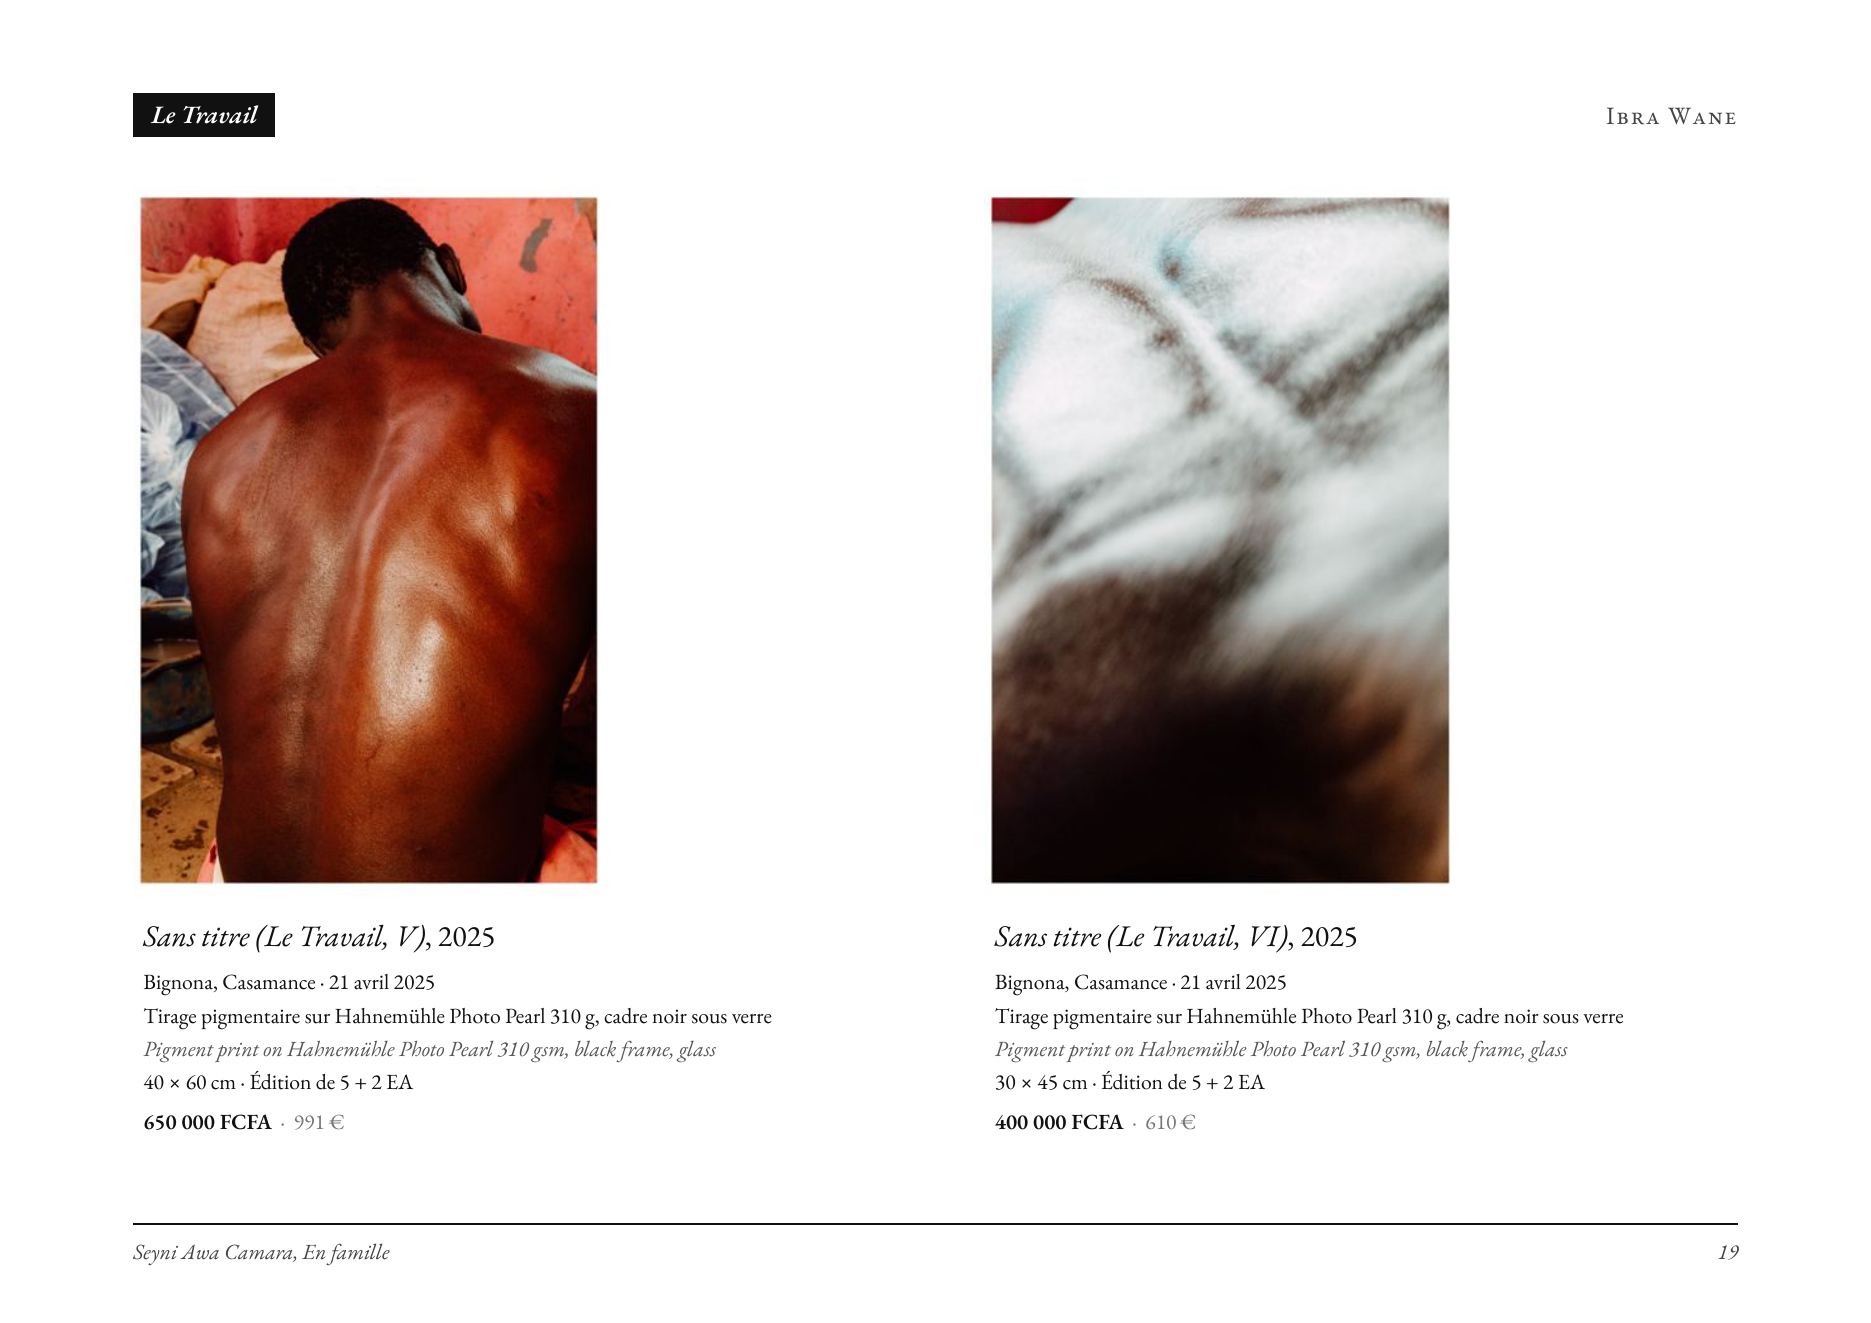 Le Travail
Ibra Wane
Sans titre (Le Travail, V), 2025
Bignona, Casamance · 21 avril 2025
Tirage pigmentaire sur Hahnemühle Photo Pearl 310 g, cadre noir sous verre
Pigment print on Hahnemühle Photo Pearl 310 gsm, black frame, glass
40 × 60 cm · Édition de 5 + 2 EA
650 000 FCFA · 991 €
Sans titre (Le Travail, VI), 2025
Bignona, Casamance · 21 avril 2025
Tirage pigmentaire sur Hahnemühle Photo Pearl 310 g, cadre noir sous verre
Pigment print on Hahnemühle Photo Pearl 310 gsm, black frame, glass
30 × 45 cm · Édition de 5 + 2 EA
400 000 FCFA · 610 €
Seyni Awa Camara, En famille
19